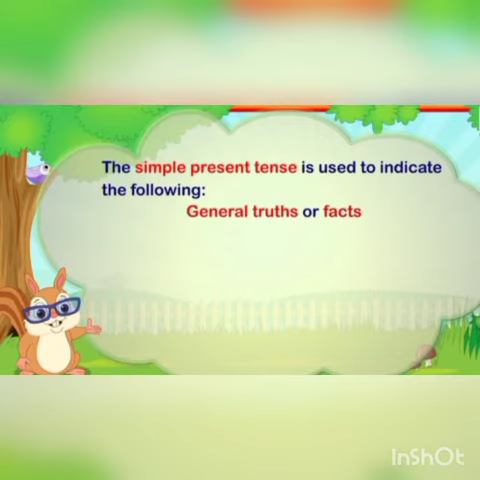 The simple present tense is used to indicate
the following:
General truths or facts
InShOt